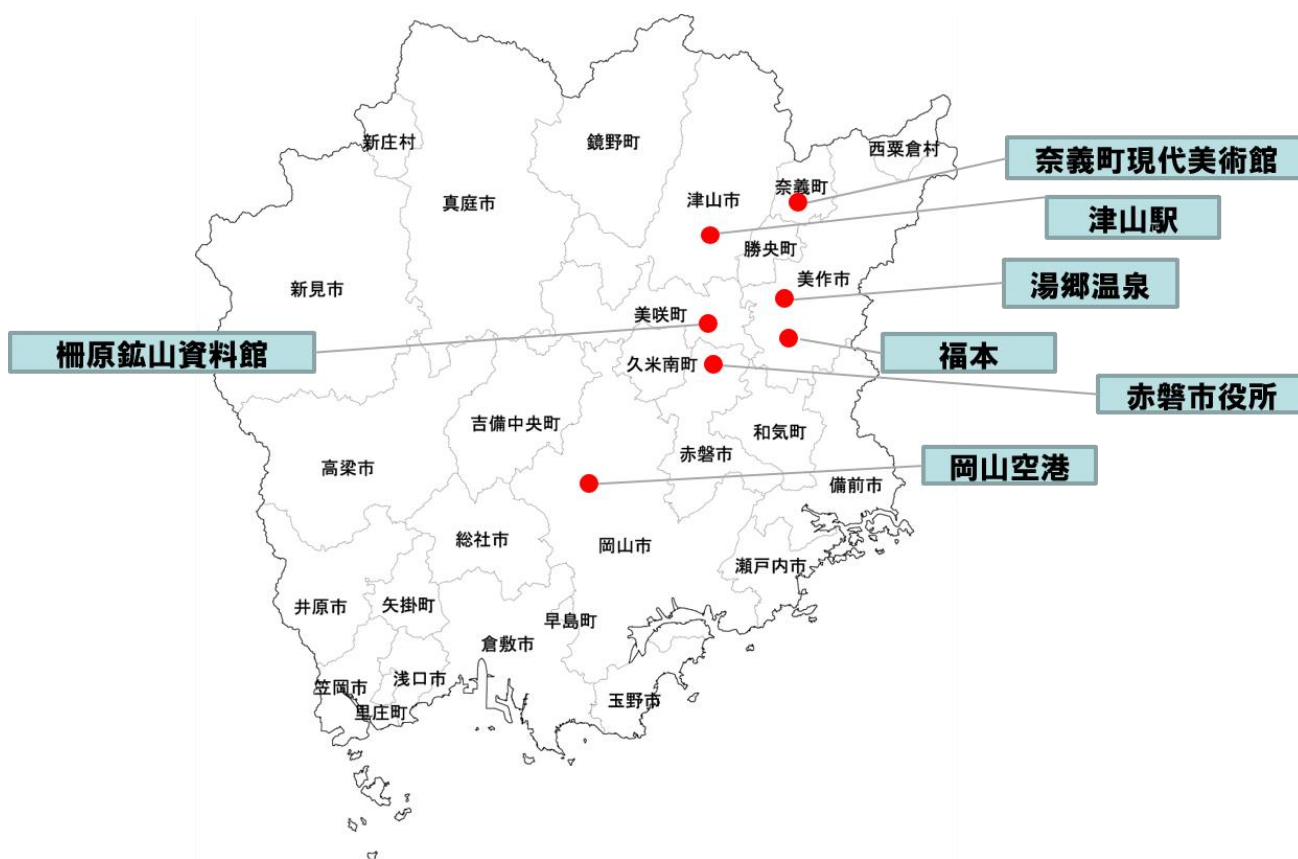 新庄村
鏡野町
西粟倉村
奈義町現代美術館
奈義町
真庭市
津山市
津山駅
勝央町
美作市
湯郷温泉
新見市
美咲町
柵原鉱山資料館
福本
久米南町
赤磐市役所
吉備中央町
和気町
高梁市
赤磐市
岡山空港
備前市
総社市
岡山市
瀬戸内市
井原市
矢掛町
早島町
倉敷市
浅口市
笠岡市
玉野市
里庄町